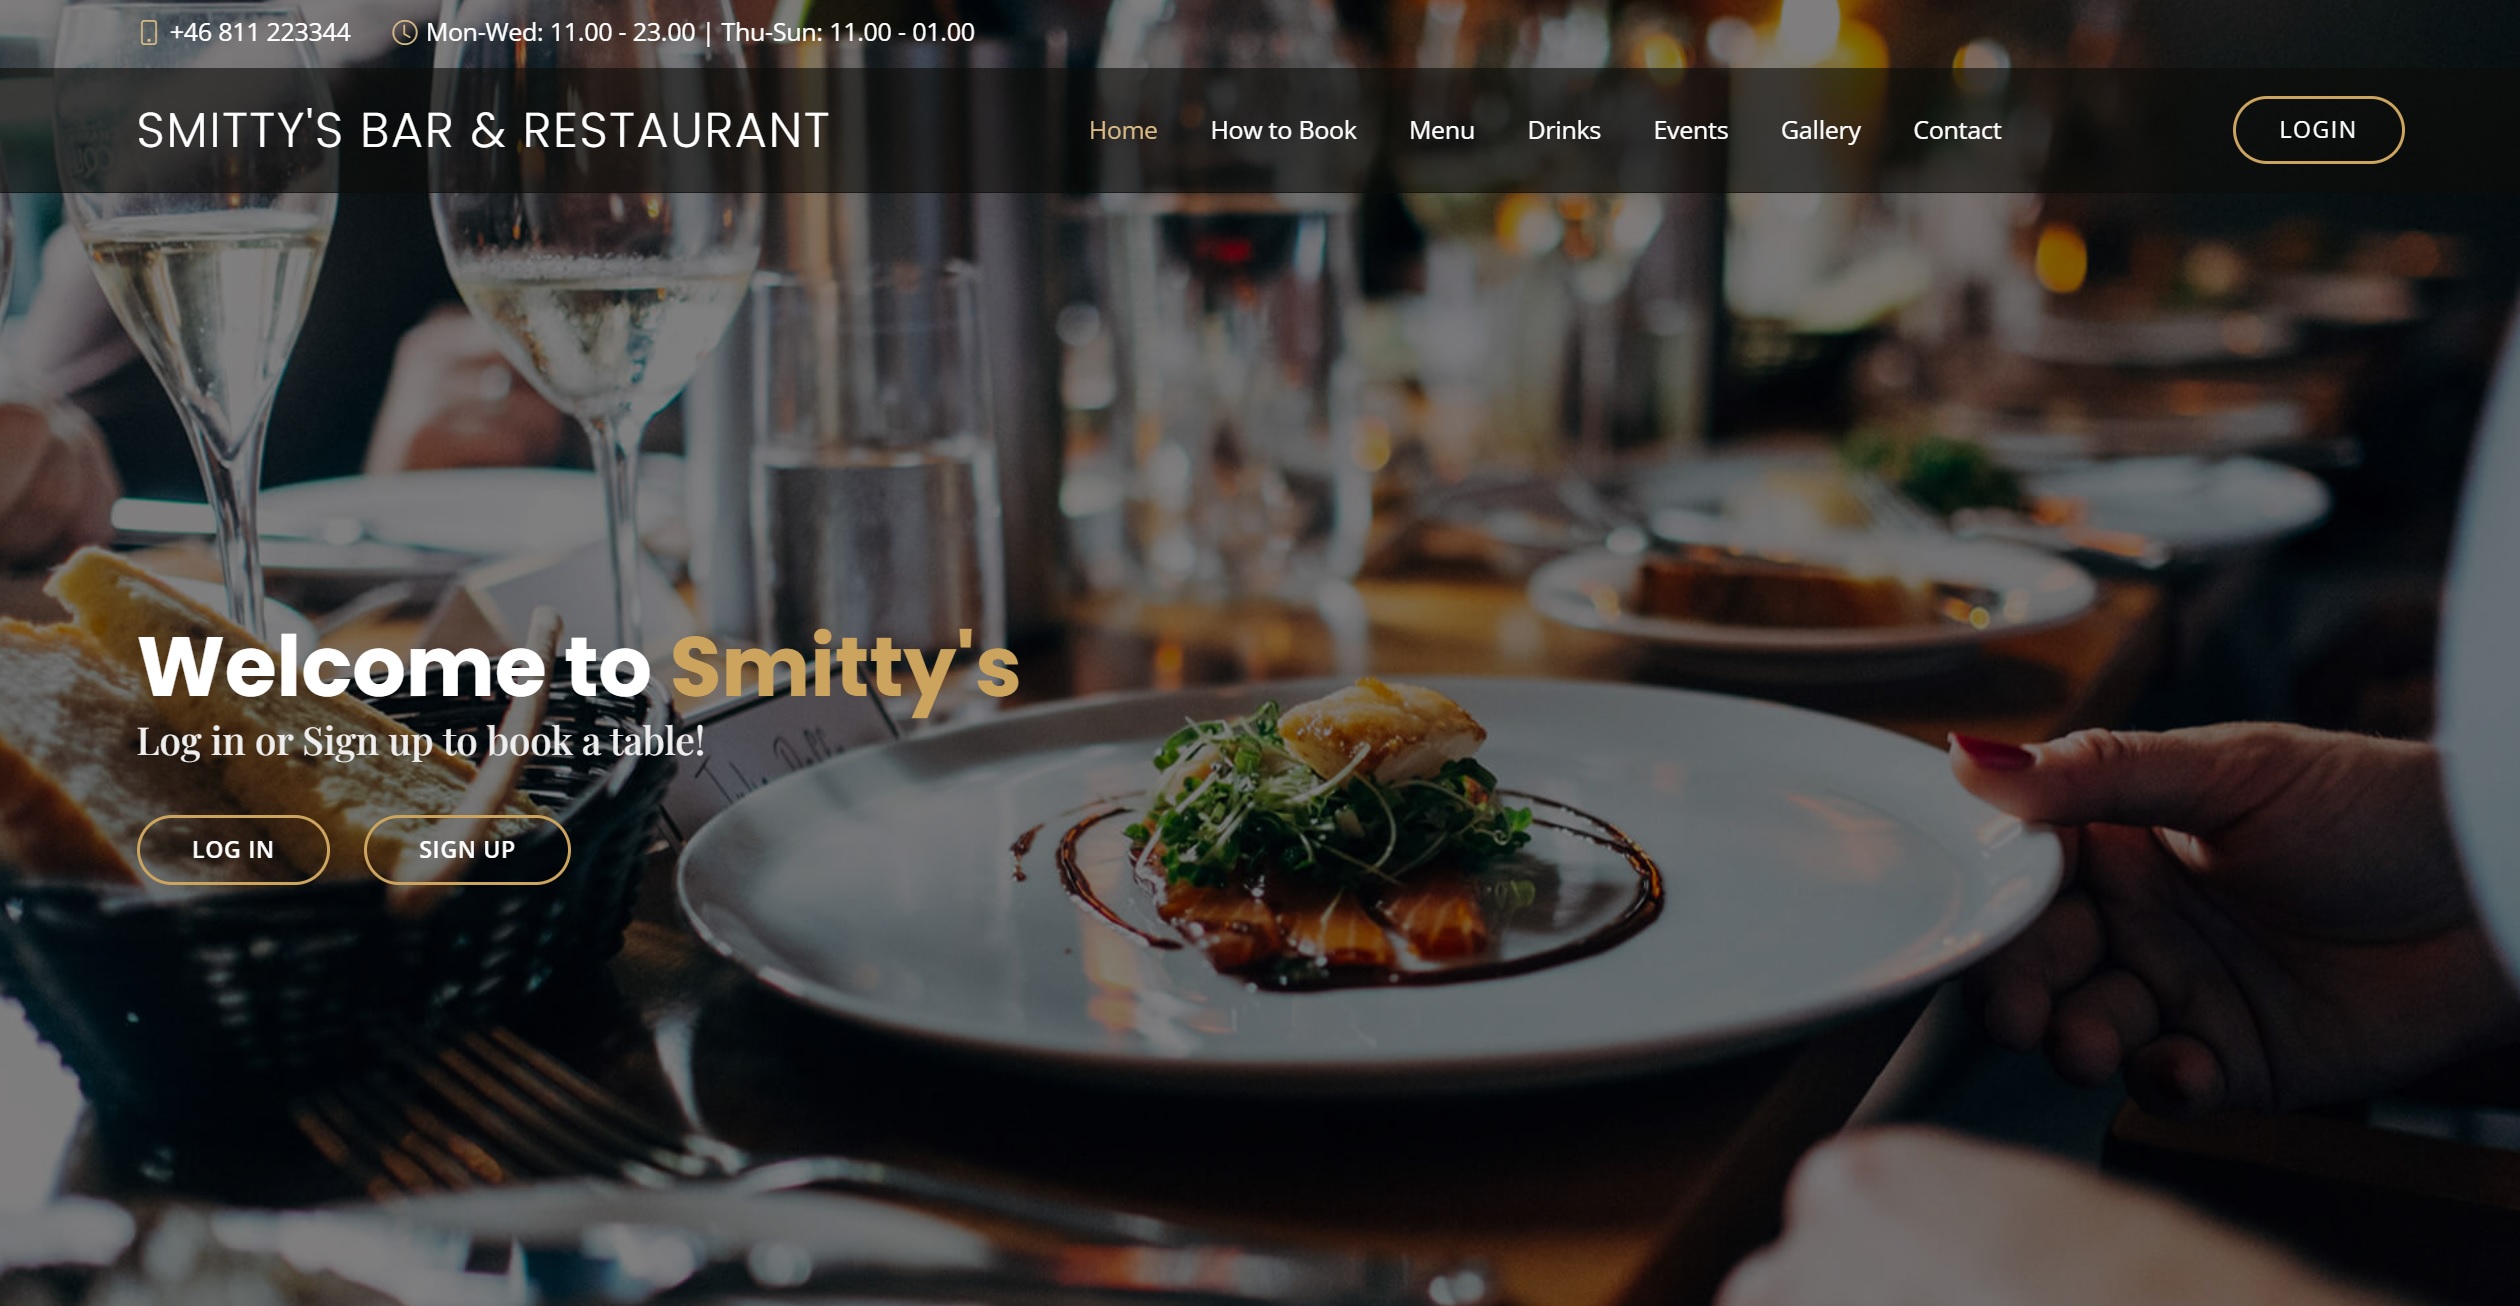 +46 811 223344 Mon-Wed: 11.00 - 23.00 | Thu-Sun: 11.00 - 01.00
SMITTY'S BAR & RESTAURANT Home How to Book Menu Drinks Events Gallery Contact LOGIN
Welcome to Smitty's
Log in or Sign up to book a table!
LOG IN SIGN UP